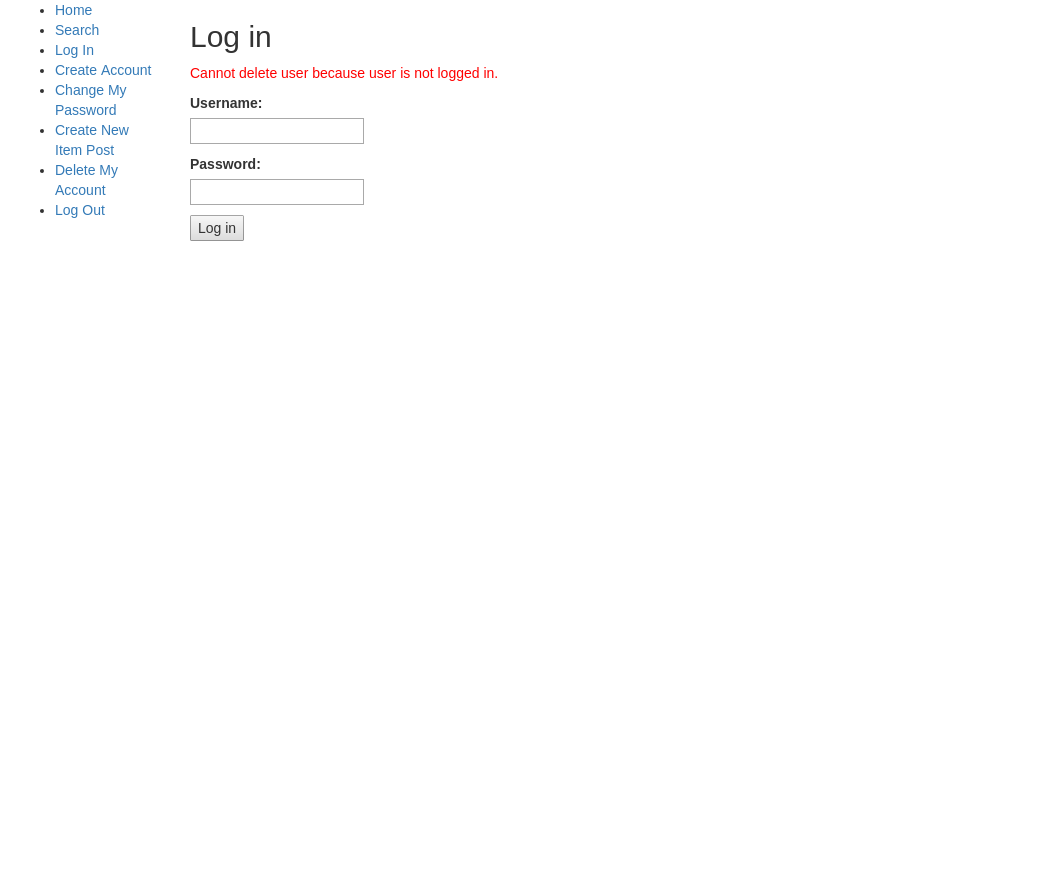 Home
Search
Log In
Create Account
Change My
Password
Create New
Item Post
Delete My
Account
Log Out
Log in
Cannot delete user because user is not logged in.
Username:
Password:
Log in